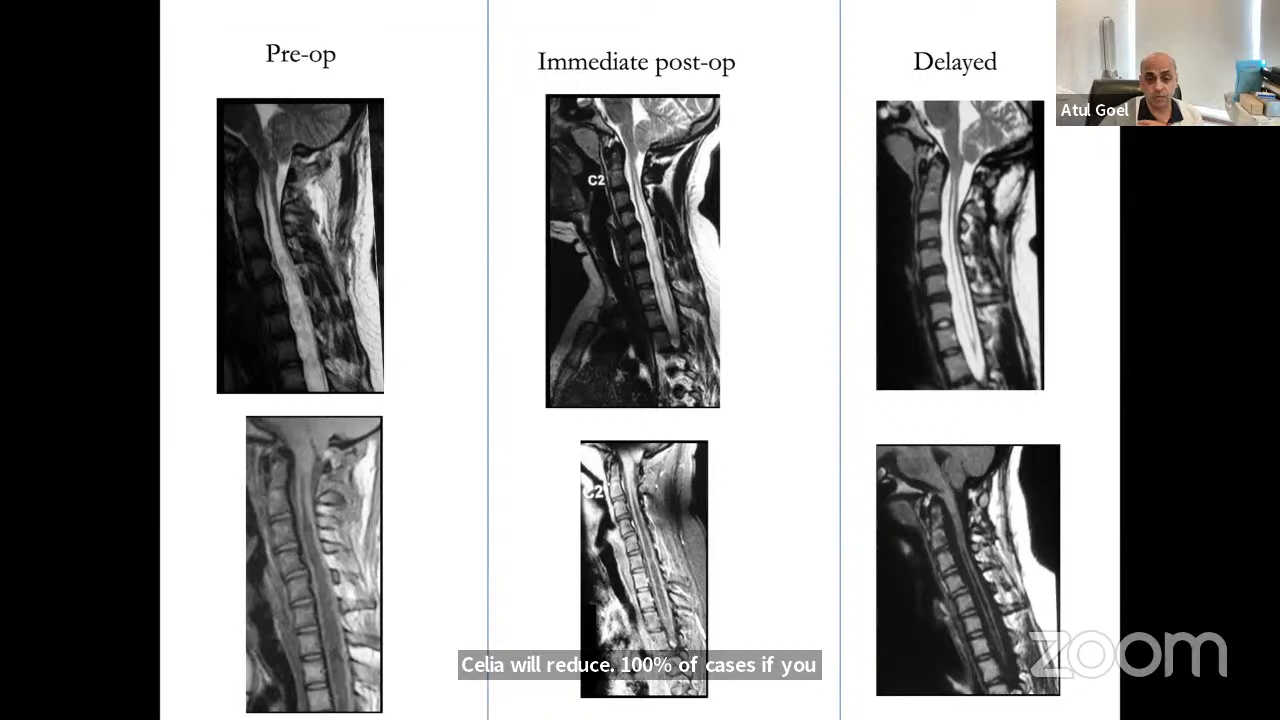 Pre-op
Immediate post-op
Delayed
Atul Goel
C2
C2
Celia will reduce. 100% of cases if you
zoom